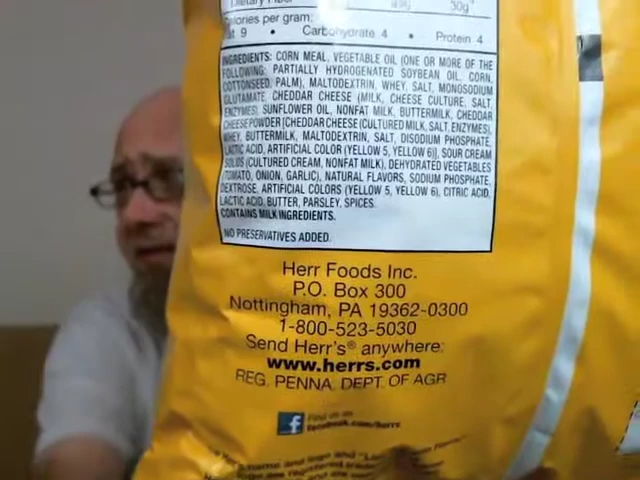 Dietary Fiber 30g
Calories per gram:
Fat 9 • Carbohydrate 4 • Protein 4
INGREDIENTS: CORN MEAL, VEGETABLE OIL (ONE OR MORE OF THE
FOLLOWING: PARTIALLY HYDROGENATED SOYBEAN OIL, CORN,
COTTONSEED, PALM), MALTODEXTRIN, WHEY, SALT, MONOSODIUM
GLUTAMATE, CHEDDAR CHEESE (MILK, CHEESE CULTURE, SALT,
ENZYMES), SUNFLOWER OIL, NONFAT MILK, BUTTERMILK, CHEDDAR
CHEESE POWDER [CHEDDAR CHEESE (CULTURED MILK, SALT, ENZYMES),
WHEY, BUTTERMILK, MALTODEXTRIN, SALT, DISODIUM PHOSPHATE,
LACTIC ACID, ARTIFICIAL COLOR (YELLOW 5, YELLOW 6)], SOUR CREAM
SOLIDS (CULTURED CREAM, NONFAT MILK), DEHYDRATED VEGETABLES
(TOMATO, ONION, GARLIC), NATURAL FLAVORS, SODIUM PHOSPHATE,
DEXTROSE, ARTIFICIAL COLORS (YELLOW 5, YELLOW 6), CITRIC ACID,
LACTIC ACID, BUTTER, PARSLEY, SPICES.
CONTAINS MILK INGREDIENTS.
NO PRESERVATIVES ADDED.
Herr Foods Inc.
P.O. Box 300
Nottingham, PA 19362-0300
1-800-523-5030
Send Herr's® anywhere:
www.herrs.com
REG. PENNA. DEPT. OF AGR
f Find us on
facebook.com/herrs
name and logo and
are registered